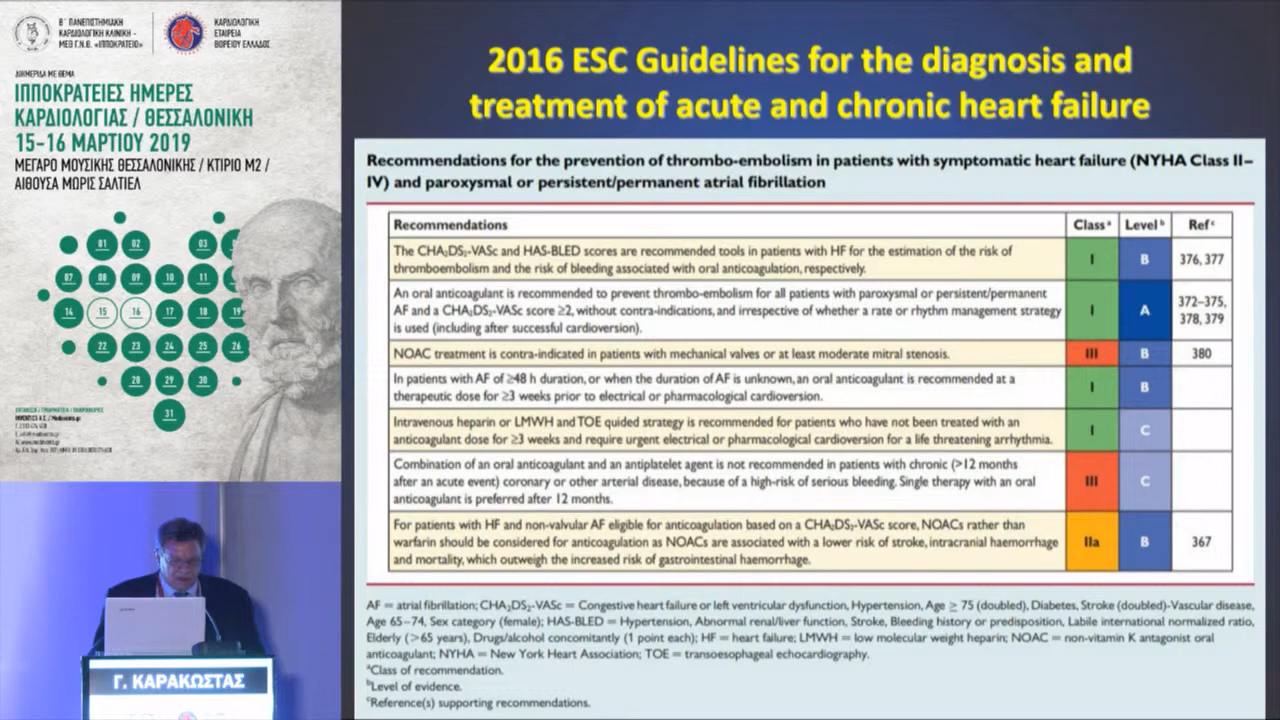 Β΄ ΠΑΝΕΠΙΣΤΗΜΙΑΚΗ
ΚΑΡΔΙΟΛΟΓΙΚΗ ΚΛΙΝΙΚΗ -
ΜΕΘ Γ.Ν.Θ. «ΙΠΠΟΚΡΑΤΕΙΟ»
ΚΑΡΔΙΟΛΟΓΙΚΗ
ΕΤΑΙΡΕΙΑ
ΒΟΡΕΙΟΥ ΕΛΛΑΔΟΣ
ΔΙΗΜΕΡΙΔΑ ΜΕ ΘΕΜΑ
ΙΠΠΟΚΡΑΤΕΙΕΣ ΗΜΕΡΕΣ
ΚΑΡΔΙΟΛΟΓΙΑΣ / ΘΕΣΣΑΛΟΝΙΚΗ
15-16 ΜΑΡΤΙΟΥ 2019
ΜΕΓΑΡΟ ΜΟΥΣΙΚΗΣ ΘΕΣΣΑΛΟΝΙΚΗΣ / ΚΤΙΡΙΟ Μ2 /
ΑΙΘΟΥΣΑ ΜΩΡΙΣ ΣΑΛΤΙΕΛ
01 02 03
07 08 09 10 11
14 15 16 17 18 19
22 23 24 25 26
28 29 30
31
Γ. ΚΑΡΑΚΩΣΤΑΣ
2016 ESC Guidelines for the diagnosis and
treatment of acute and chronic heart failure
Recommendations for the prevention of thrombo-embolism in patients with symptomatic heart failure (NYHA Class II–
IV) and paroxysmal or persistent/permanent atrial fibrillation
Recommendations Classᵃ Levelᵇ Refᶜ
The CHA₂DS₂-VASc and HAS-BLED scores are recommended tools in patients with HF for the estimation of the risk of
thromboembolism and the risk of bleeding associated with oral anticoagulation, respectively.
I B 376, 377
An oral anticoagulant is recommended to prevent thrombo-embolism for all patients with paroxysmal or persistent/permanent
AF and a CHA₂DS₂-VASc score ≥2, without contra-indications, and irrespective of whether a rate or rhythm management strategy
is used (including after successful cardioversion).
I A 372–375,
378, 379
NOAC treatment is contra-indicated in patients with mechanical valves or at least moderate mitral stenosis. III B 380
In patients with AF of ≥48 h duration, or when the duration of AF is unknown, an oral anticoagulant is recommended at a
therapeutic dose for ≥3 weeks prior to electrical or pharmacological cardioversion.
I B
Intravenous heparin or LMWH and TOE quided strategy is recommended for patients who have not been treated with an
anticoagulant dose for ≥3 weeks and require urgent electrical or pharmacological cardioversion for a life threatening arrhythmia.
I C
Combination of an oral anticoagulant and an antiplatelet agent is not recommended in patients with chronic (>12 months
after an acute event) coronary or other arterial disease, because of a high-risk of serious bleeding. Single therapy with an oral
anticoagulant is preferred after 12 months.
III C
For patients with HF and non-valvular AF eligible for anticoagulation based on a CHA₂DS₂-VASc score, NOACs rather than
warfarin should be considered for anticoagulation as NOACs are associated with a lower risk of stroke, intracranial haemorrhage
and mortality, which outweigh the increased risk of gastrointestinal haemorrhage.
IIa B 367
AF = atrial fibrillation; CHA₂DS₂-VASc = Congestive heart failure or left ventricular dysfunction, Hypertension, Age ≥ 75 (doubled), Diabetes, Stroke (doubled)-Vascular disease,
Age 65–74, Sex category (female); HAS-BLED = Hypertension, Abnormal renal/liver function, Stroke, Bleeding history or predisposition, Labile international normalized ratio,
Elderly (>65 years), Drugs/alcohol concomitantly (1 point each); HF = heart failure; LMWH = low molecular weight heparin; NOAC = non-vitamin K antagonist oral
anticoagulant; NYHA = New York Heart Association; TOE = transoesophageal echocardiography.
ᵃClass of recommendation.
ᵇLevel of evidence.
ᶜReference(s) supporting recommendations.